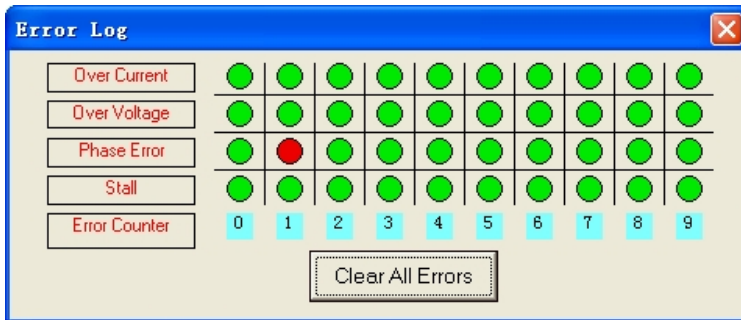 Error Log
Over Current
Over Voltage
Phase Error
Stall
Error Counter 0 1 2 3 4 5 6 7 8 9
Clear All Errors